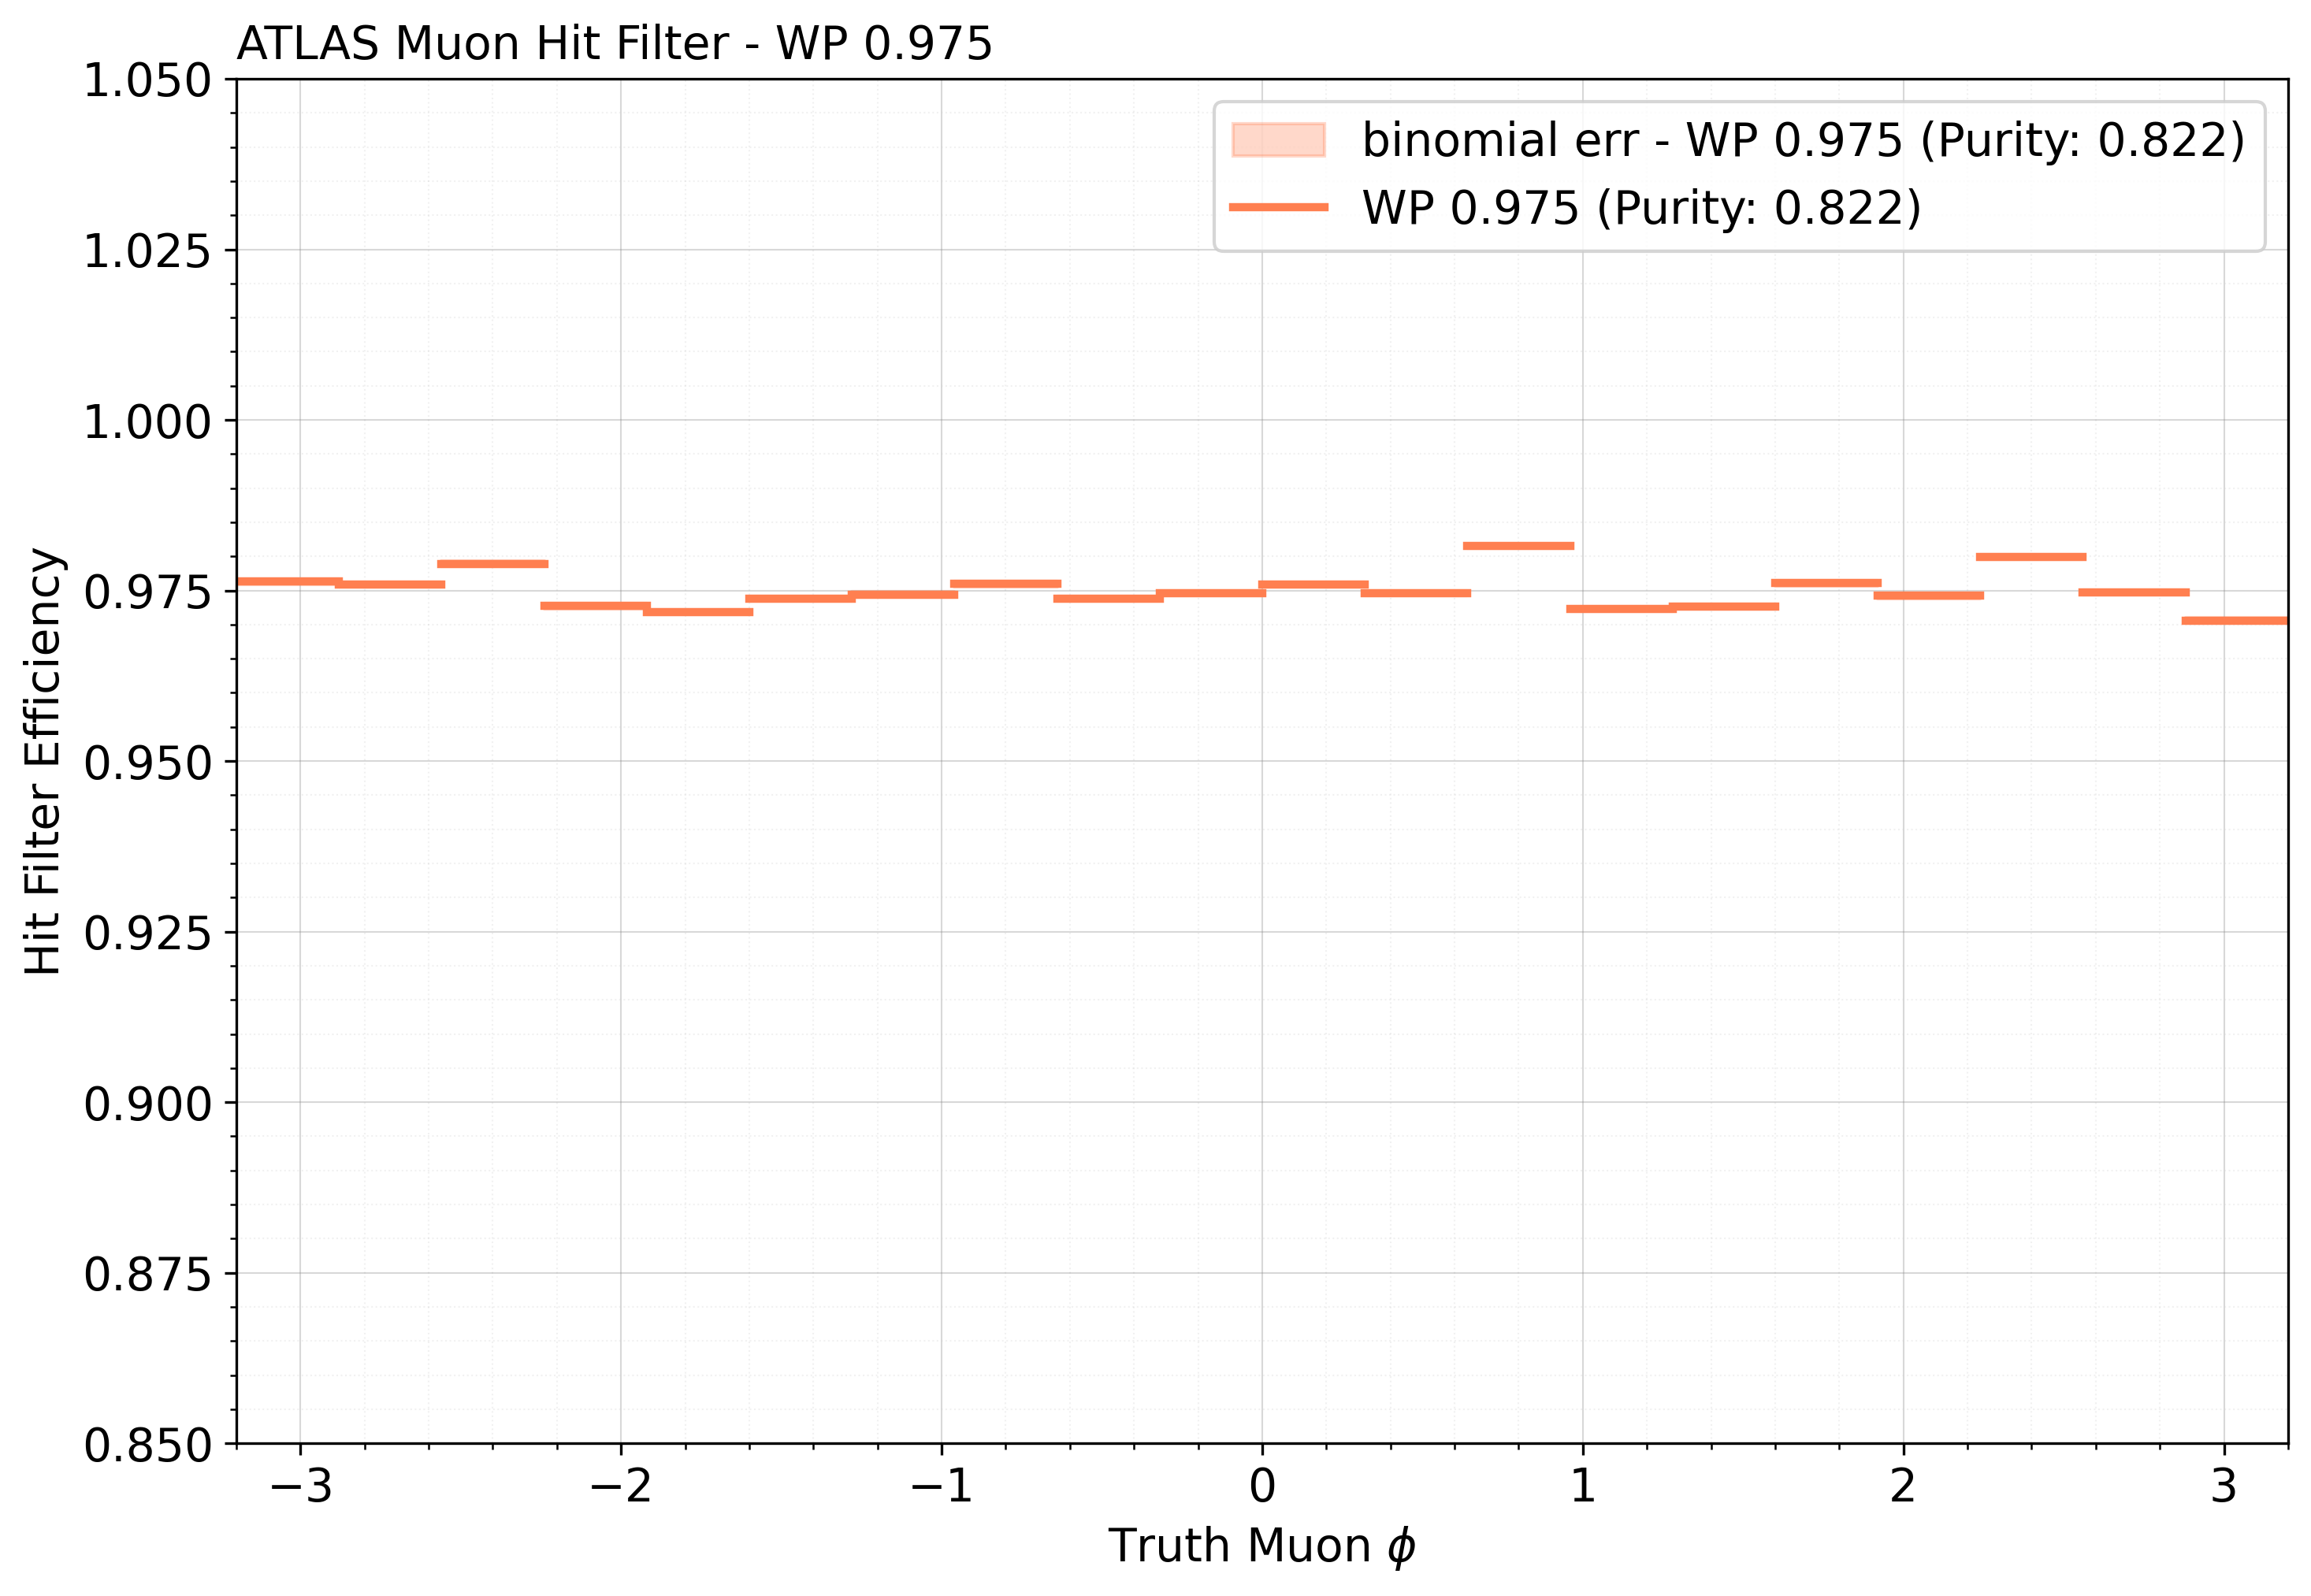 ATLAS Muon Hit Filter - WP 0.975
1.050
1.025
1.000
0.975
0.950
0.925
0.900
0.875
0.850
Hit Filter Efficiency
binomial err - WP 0.975 (Purity: 0.822)
WP 0.975 (Purity: 0.822)
−3 −2 −1 0 1 2 3
Truth Muon ϕ